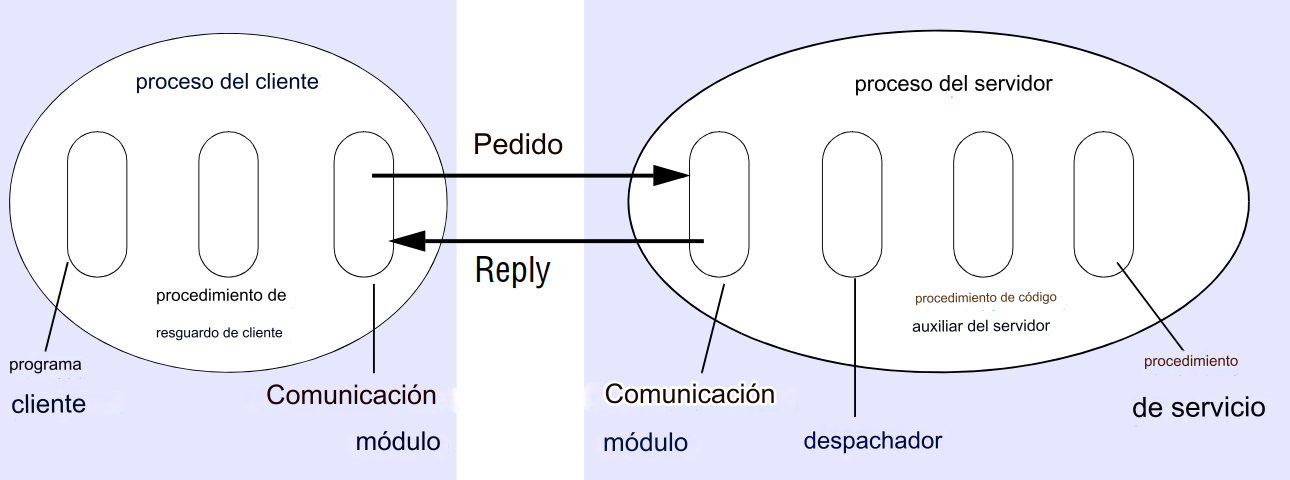 proceso del cliente
proceso del servidor
Pedido
Reply
procedimiento de
resguardo de cliente
procedimiento de código
auxiliar del servidor
programa
cliente
Comunicación
módulo
Comunicación
módulo
despachador
procedimiento
de servicio